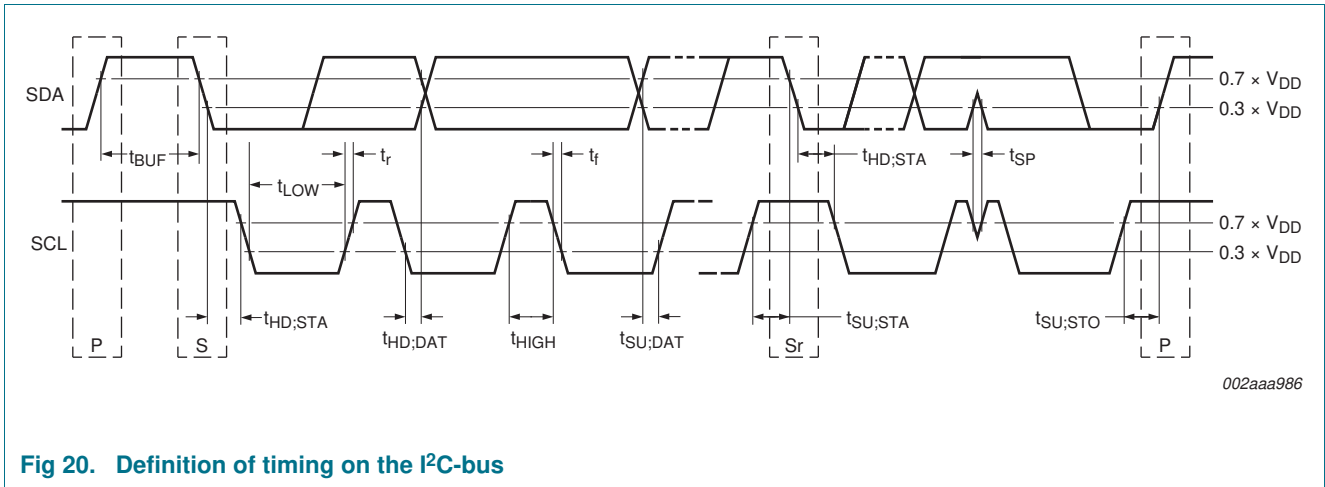 SDA
0.7 × VDD
0.3 × VDD
tBUF
tr
tf
tHD;STA
tSP
tLOW
SCL
0.7 × VDD
0.3 × VDD
tHD;STA
tHD;DAT
tHIGH
tSU;DAT
tSU;STA
tSU;STO
P
S
Sr
P
002aaa986
Fig 20. Definition of timing on the I²C-bus